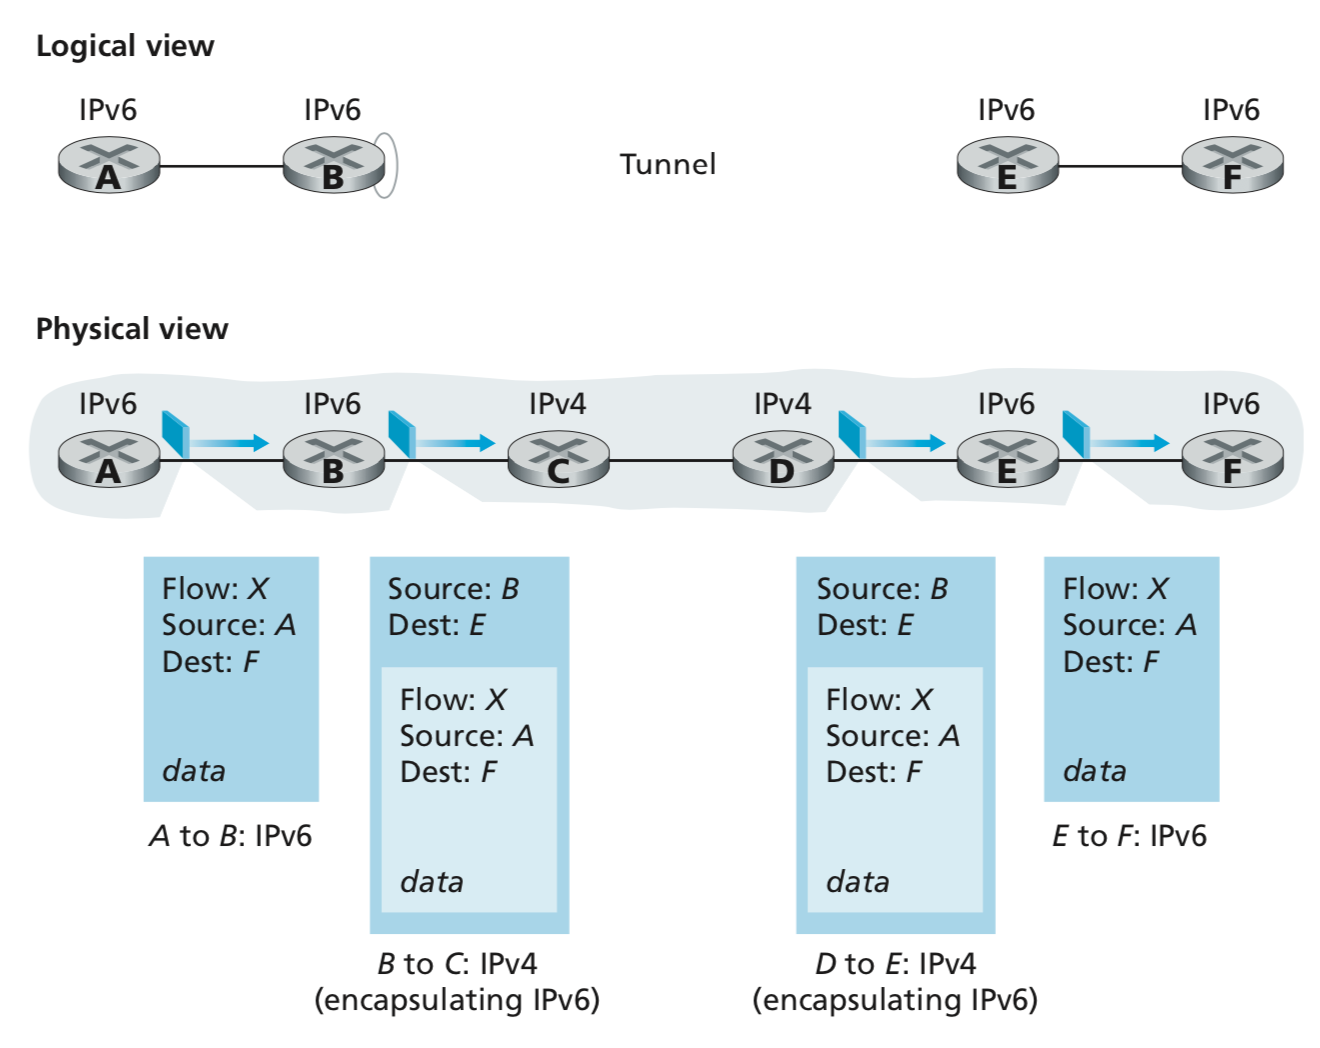 Logical view
IPv6
IPv6
IPv6
IPv6
A
B
Tunnel
E
F
Physical view
IPv6
IPv6
IPv4
IPv4
IPv6
IPv6
A
B
C
D
E
F
Flow: X
Source: A
Dest: F
data
A to B: IPv6
Source: B
Dest: E
Flow: X
Source: A
Dest: F
data
B to C: IPv4
(encapsulating IPv6)
Source: B
Dest: E
Flow: X
Source: A
Dest: F
data
D to E: IPv4
(encapsulating IPv6)
Flow: X
Source: A
Dest: F
data
E to F: IPv6